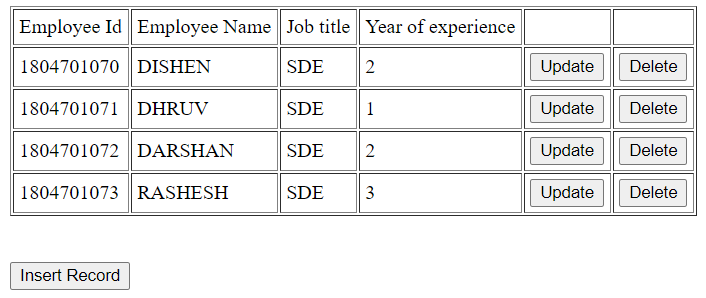 Employee Id Employee Name Job title Year of experience
1804701070 DISHEN SDE 2 Update Delete
1804701071 DHRUV SDE 1 Update Delete
1804701072 DARSHAN SDE 2 Update Delete
1804701073 RASHESH SDE 3 Update Delete
Insert Record